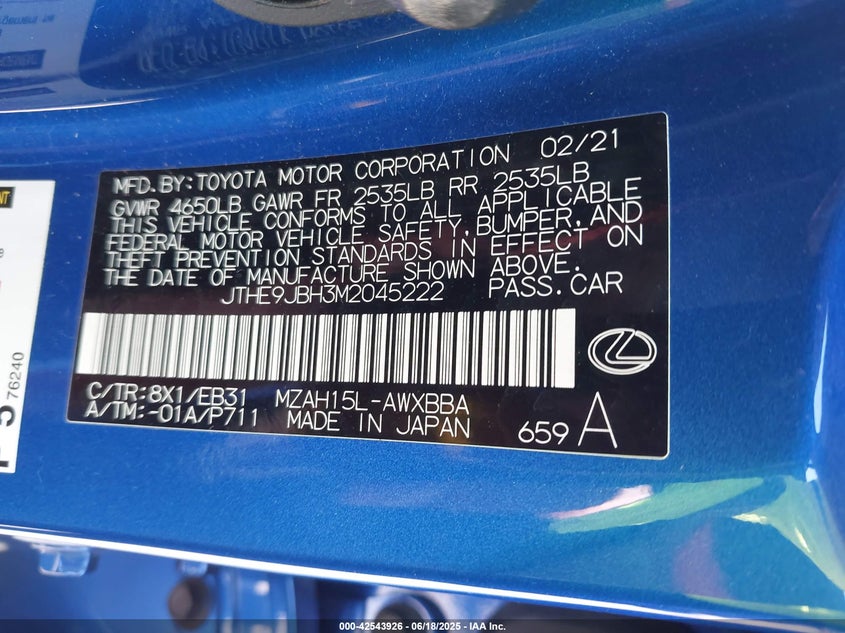 MFD.BY:TOYOTA MOTOR CORPORATION 02/21
GVWR 4650LB GAWR FR 2535LB RR 2535LB
THIS VEHICLE CONFORMS TO ALL APPLICABLE
FEDERAL MOTOR VEHICLE SAFETY,BUMPER,AND
THEFT PREVENTION STANDARDS IN EFFECT ON
THE DATE OF MANUFACTURE SHOWN ABOVE.
JTHE9JBH3M2045222 PASS.CAR
C/TR:8X1/EB31 MZAH15L-AWXBBA
A/TM:-01A/P711 MADE IN JAPAN 659 A
76240
000-42543926 - 06/18/2025 - IAA Inc.